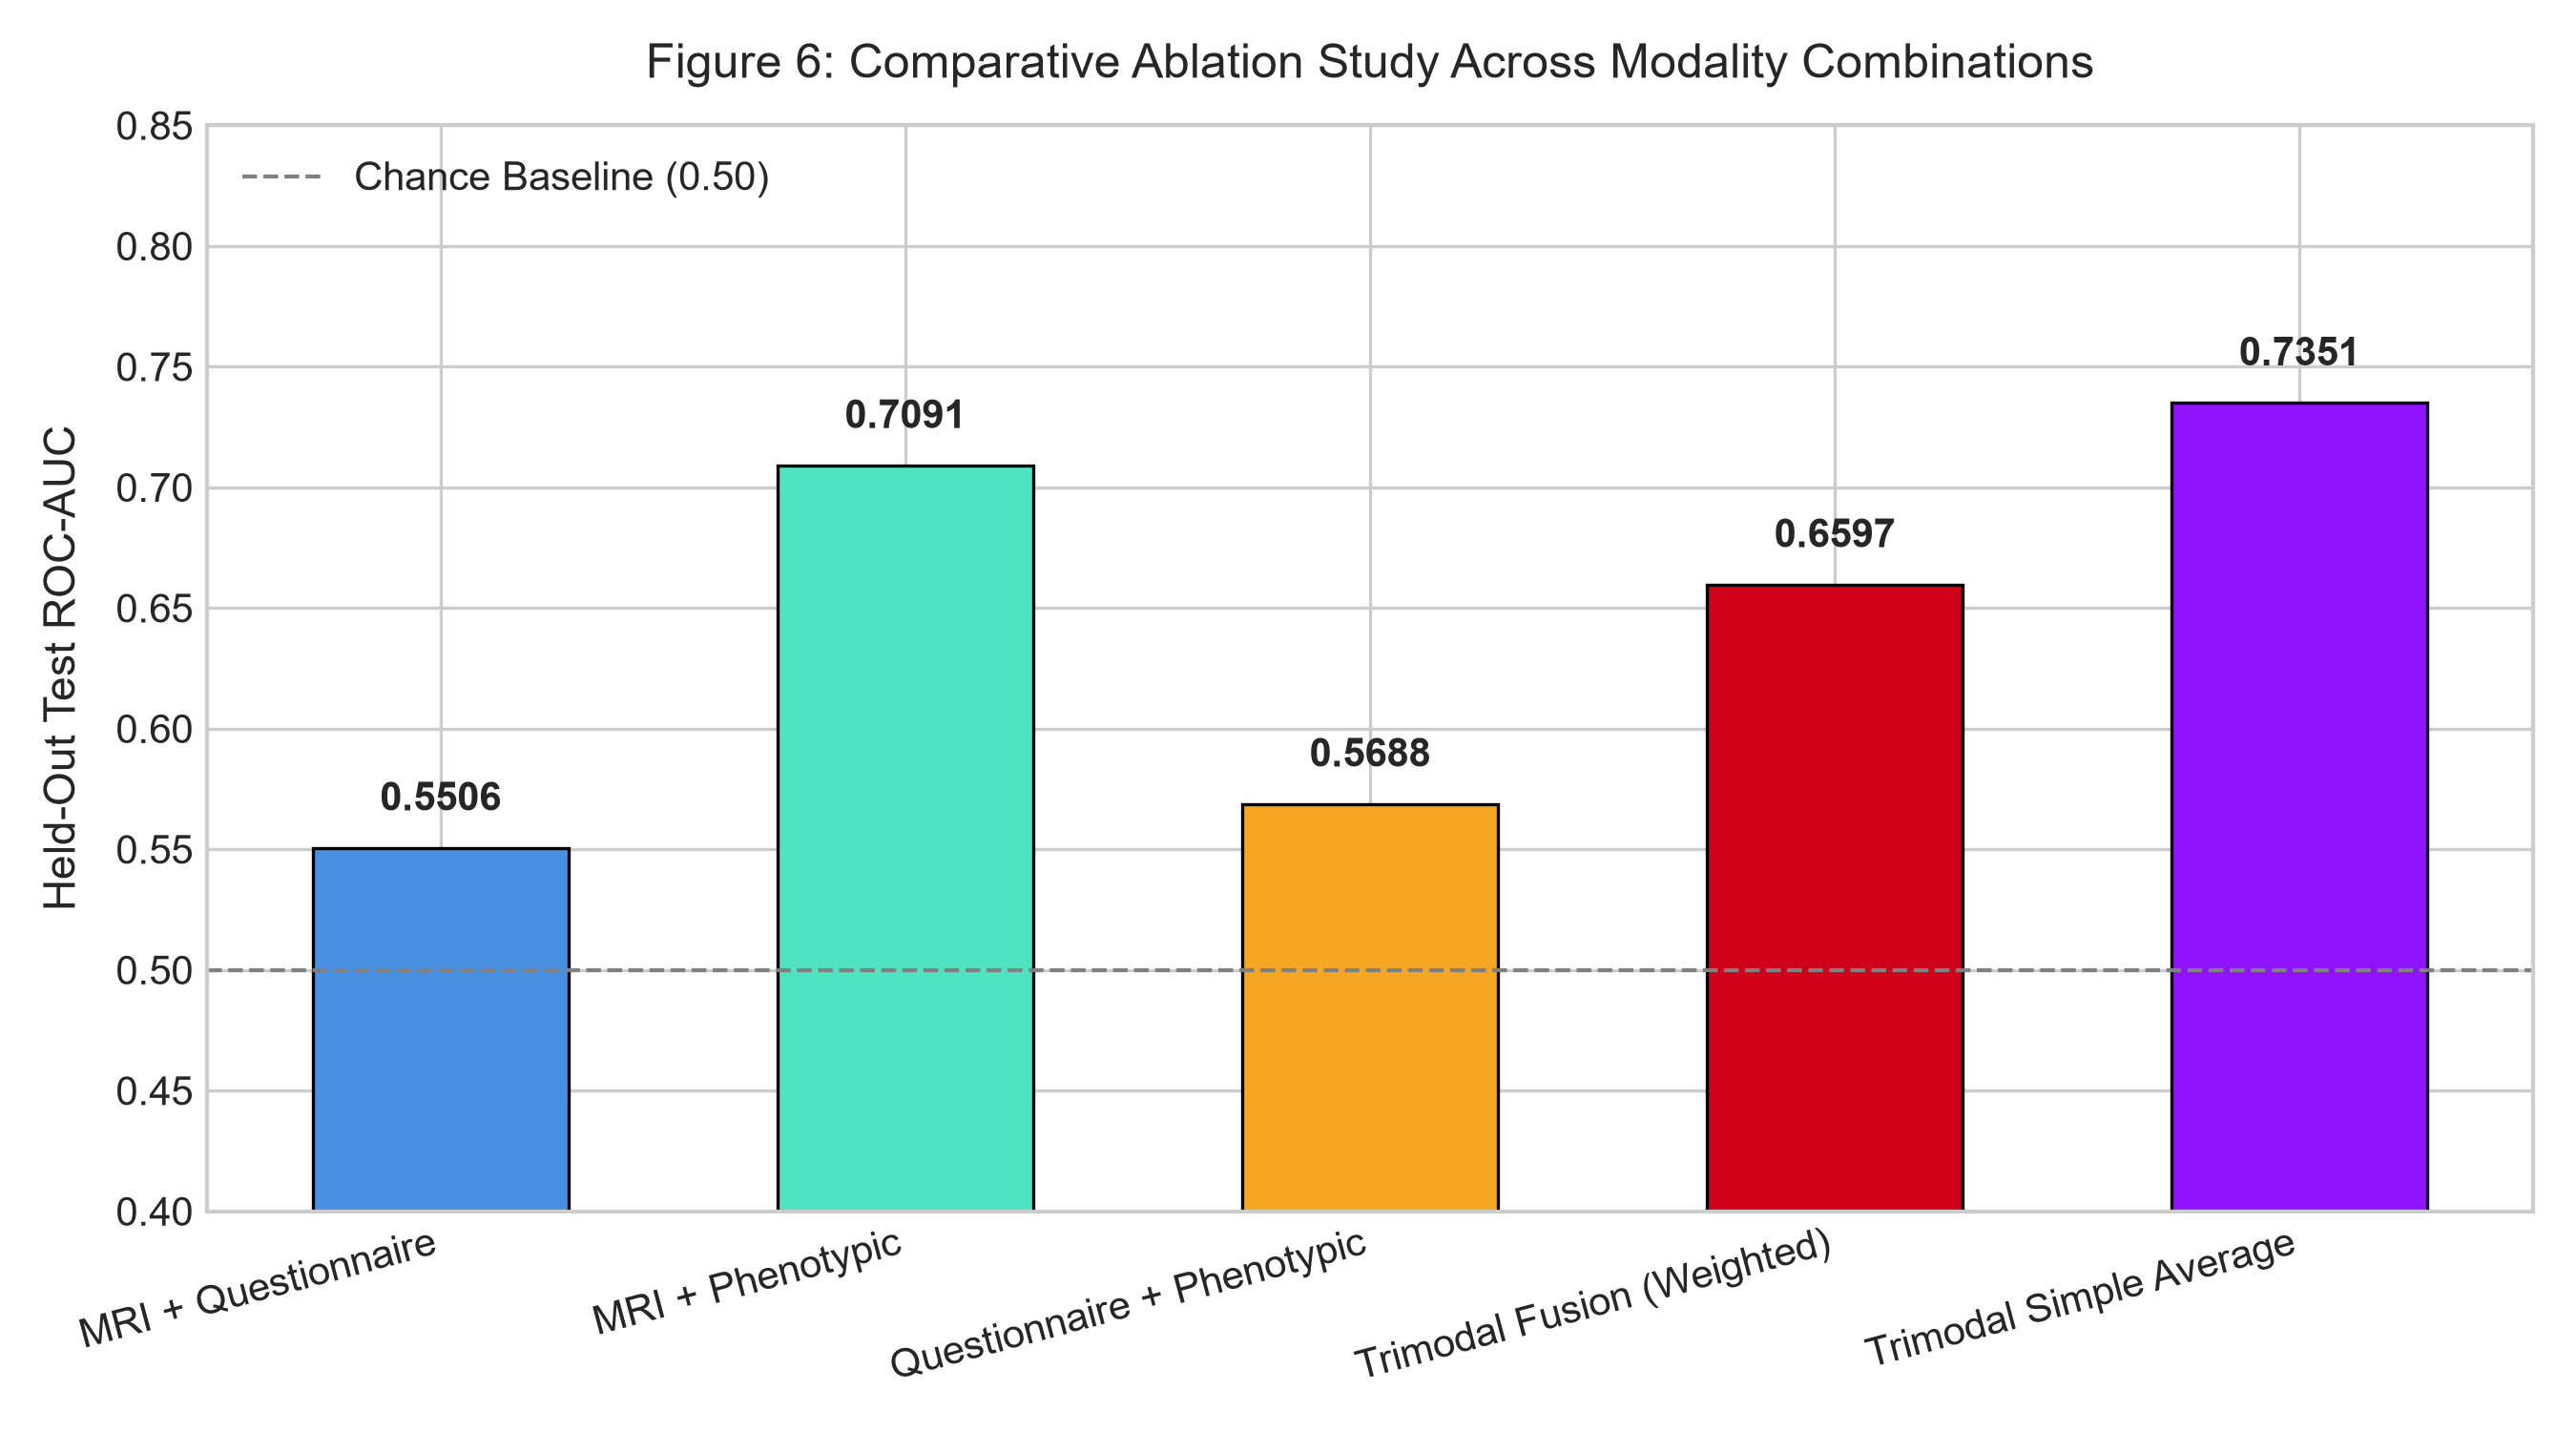 Figure 6: Comparative Ablation Study Across Modality Combinations
Held-Out Test ROC-AUC
0.85
0.80
0.75
0.70
0.65
0.60
0.55
0.50
0.45
0.40
Chance Baseline (0.50)
0.5506
0.7091
0.5688
0.6597
0.7351
MRI + Questionnaire
MRI + Phenotypic
Questionnaire + Phenotypic
Trimodal Fusion (Weighted)
Trimodal Simple Average